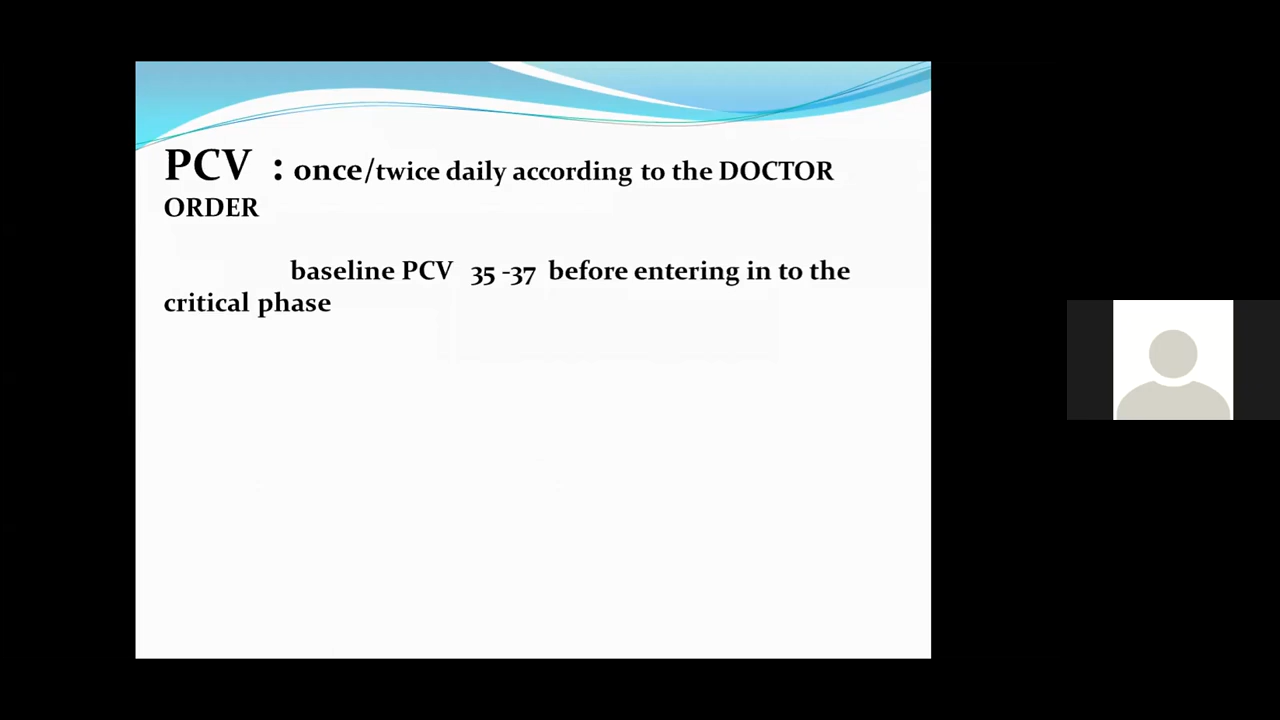 PCV : once/twice daily according to the DOCTOR
ORDER
baseline PCV 35 -37 before entering in to the
critical phase